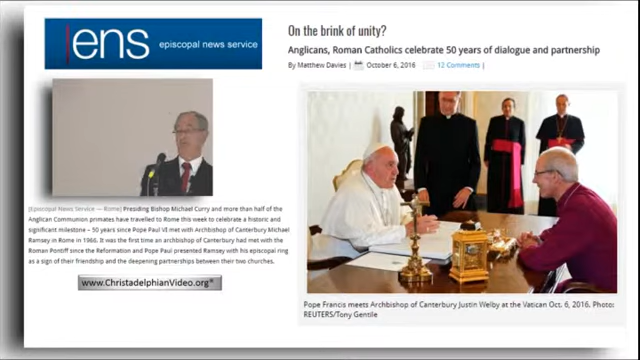 ens episcopal news service
On the brink of unity?
Anglicans, Roman Catholics celebrate 50 years of dialogue and partnership
By Matthew Davies | October 6, 2016 12 Comments |
[Episcopal News Service — Rome] Presiding Bishop Michael Curry and more than half of the
Anglican Communion primates have travelled to Rome this week to celebrate a historic and
significant milestone – 50 years since Pope Paul VI met with Archbishop of Canterbury Michael
Ramsey in Rome in 1966. It was the first time an archbishop of Canterbury had met with the
Roman Pontiff since the Reformation and Pope Paul presented Ramsey with his episcopal ring
as a sign of their friendship and the deepening partnerships between their two churches.
www.ChristadelphianVideo.org®
Pope Francis meets Archbishop of Canterbury Justin Welby at the Vatican Oct. 6, 2016. Photo:
REUTERS/Tony Gentile